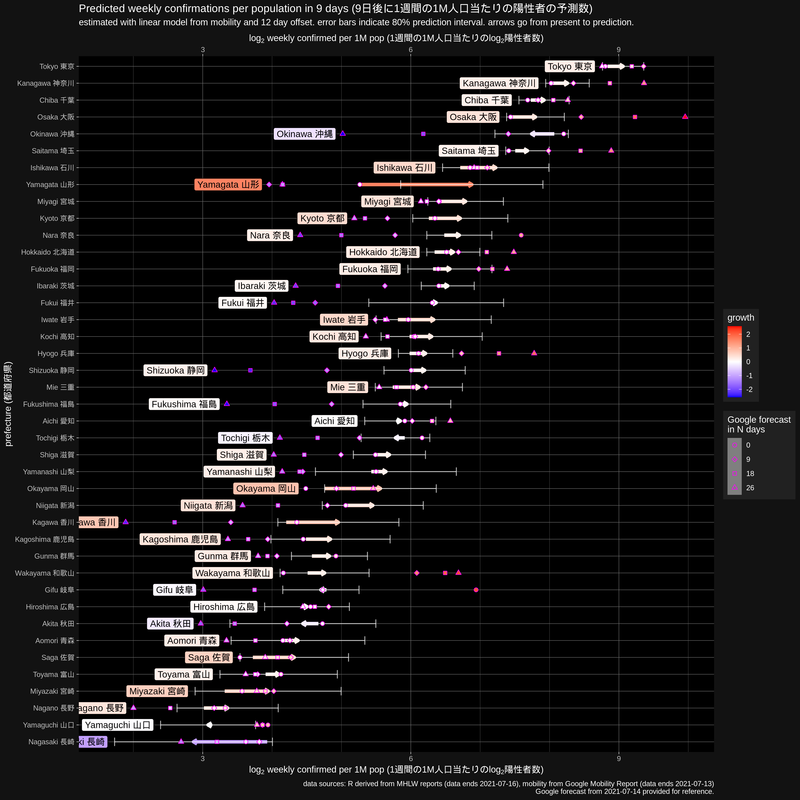 Predicted weekly confirmations per population in 9 days (9日後に1週間の1M人口当たりの陽性者の予測数)
estimated with linear model from mobility and 12 day offset. error bars indicate 80% prediction interval. arrows go from present to prediction.
log2 weekly confirmed per 1M pop (1週間の1M人口当たりのlog2陽性者数)
3 6 9
Tokyo 東京 Tokyo 東京
Kanagawa 神奈川 Kanagawa 神奈川
Chiba 千葉 Chiba 千葉
Osaka 大阪 Osaka 大阪
Okinawa 沖縄 Okinawa 沖縄
Saitama 埼玉 Saitama 埼玉
Ishikawa 石川 Ishikawa 石川
Yamagata 山形 Yamagata 山形
Miyagi 宮城 Miyagi 宮城
Kyoto 京都 Kyoto 京都
Nara 奈良 Nara 奈良
Hokkaido 北海道 Hokkaido 北海道
Fukuoka 福岡 Fukuoka 福岡
Ibaraki 茨城 Ibaraki 茨城
Fukui 福井 Fukui 福井
Iwate 岩手 Iwate 岩手
Kochi 高知 Kochi 高知
Hyogo 兵庫 Hyogo 兵庫
Shizuoka 静岡 Shizuoka 静岡
Mie 三重 Mie 三重
Fukushima 福島 Fukushima 福島
Aichi 愛知 Aichi 愛知
Tochigi 栃木 Tochigi 栃木
Shiga 滋賀 Shiga 滋賀
Yamanashi 山梨 Yamanashi 山梨
Okayama 岡山 Okayama 岡山
Niigata 新潟 Niigata 新潟
Kagawa 香川 awa 香川
Kagoshima 鹿児島 Kagoshima 鹿児島
Gunma 群馬 Gunma 群馬
Wakayama 和歌山 Wakayama 和歌山
Gifu 岐阜 Gifu 岐阜
Hiroshima 広島 Hiroshima 広島
Akita 秋田 Akita 秋田
Aomori 青森 Aomori 青森
Saga 佐賀 Saga 佐賀
Toyama 富山 Toyama 富山
Miyazaki 宮崎 Miyazaki 宮崎
Nagano 長野 agano 長野
Yamaguchi 山口 Yamaguchi 山口
Nagasaki 長崎 ki 長崎
prefecture (都道府県)
3 6 9
log2 weekly confirmed per 1M pop (1週間の1M人口当たりのlog2陽性者数)
growth
2
1
0
-1
-2
Google forecast
in N days
0
9
18
26
data sources: R derived from MHLW reports (data ends 2021-07-16), mobility from Google Mobility Report (data ends 2021-07-13)
Google forecast from 2021-07-14 provided for reference.